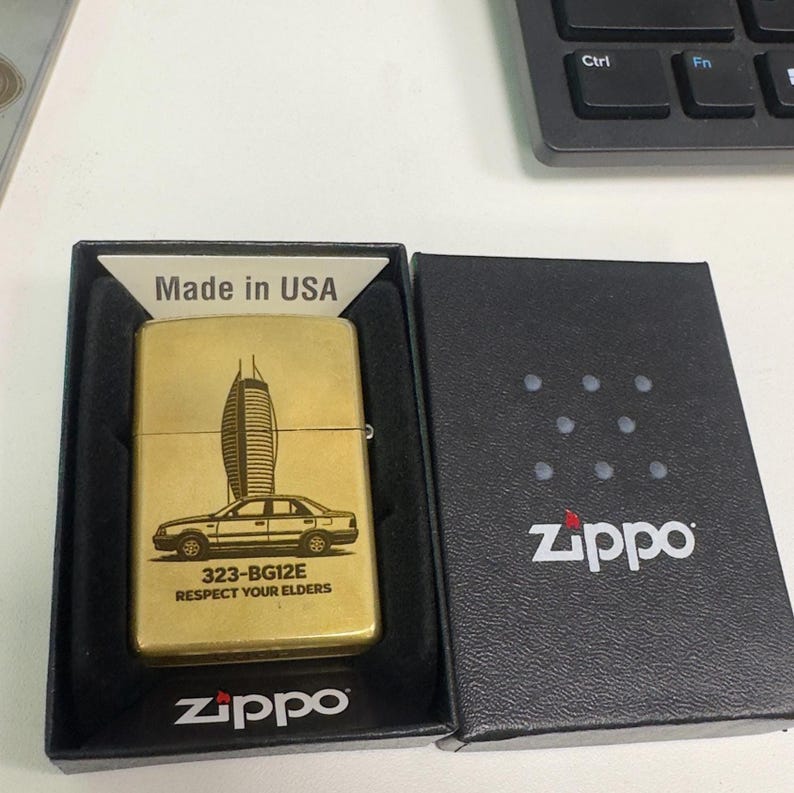 Ctrl
Fn
Made in USA
323-BG12E
RESPECT YOUR ELDERS
zippo
zippo